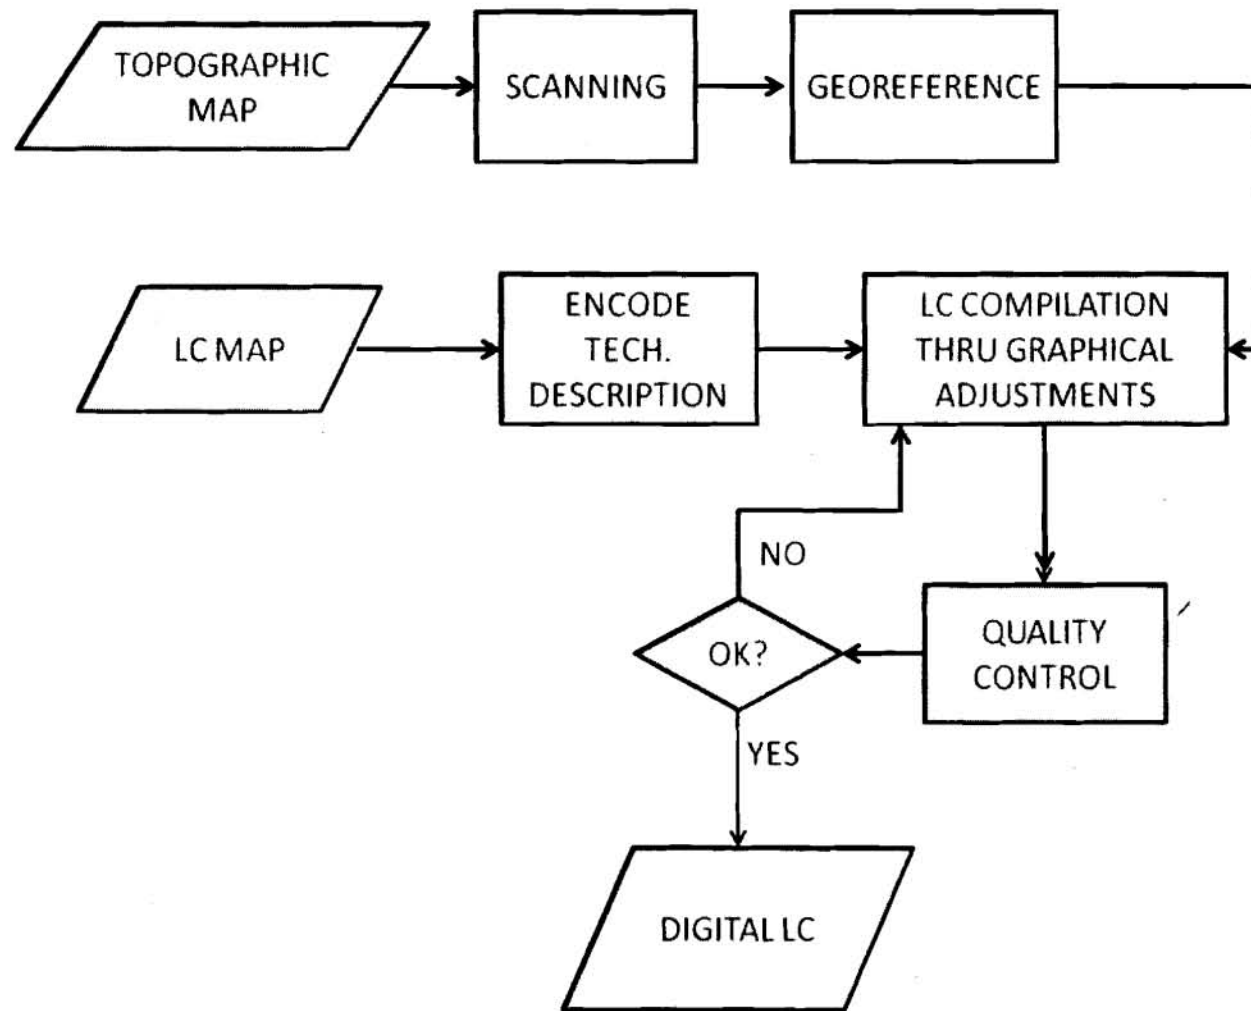 TOPOGRAPHIC
MAP
SCANNING
GEOREFERENCE
LC MAP
ENCODE
TECH.
DESCRIPTION
LC COMPILATION
THRU GRAPHICAL
ADJUSTMENTS
NO
OK?
QUALITY
CONTROL
YES
DIGITAL LC